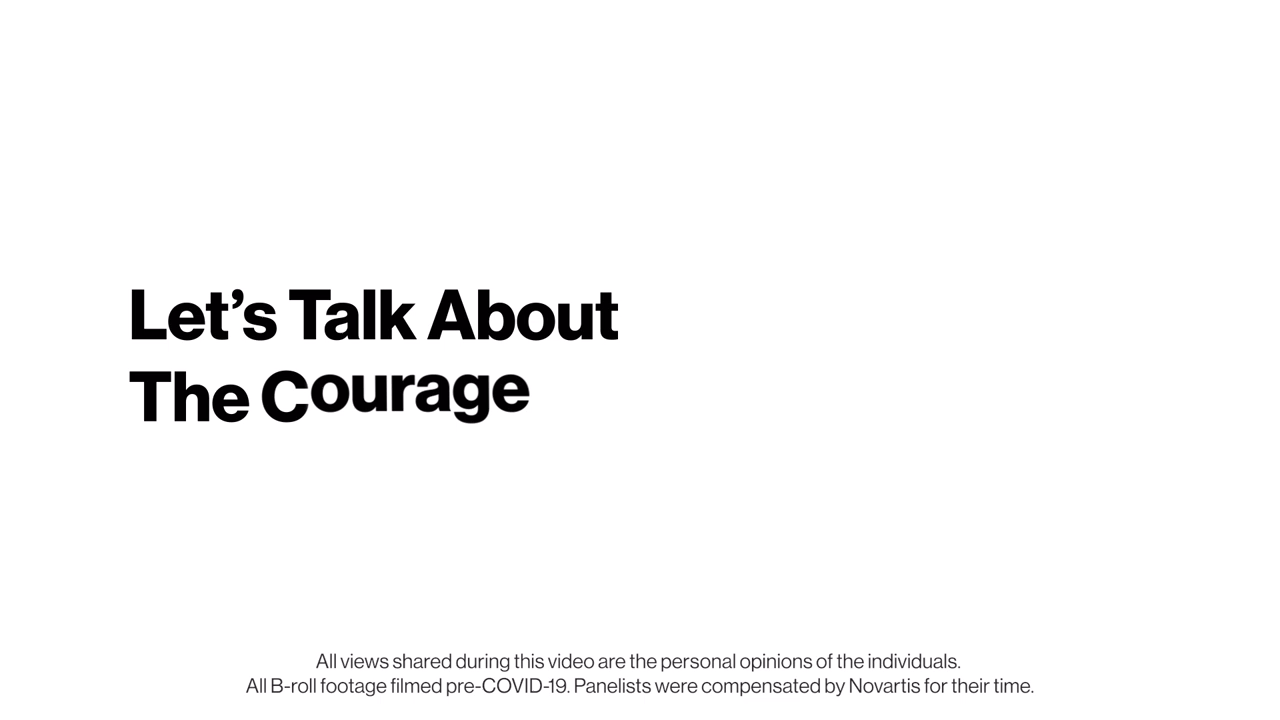 Let’s Talk About
The Courage
All views shared during this video are the personal opinions of the individuals.
All B-roll footage filmed pre-COVID-19. Panelists were compensated by Novartis for their time.